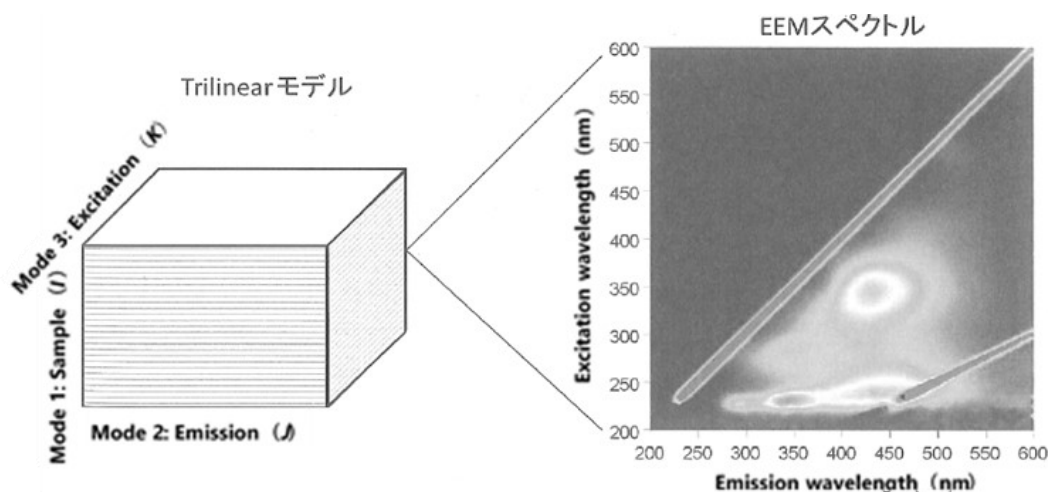 Trilinearモデル
Mode 3: Excitation (K)
Mode 1: Sample (I)
Mode 2: Emission (J)
EEMスペクトル
Excitation wavelength (nm)
600
550
500
450
400
350
300
250
200
200 250 300 350 400 450 500 550 600
Emission wavelength (nm)